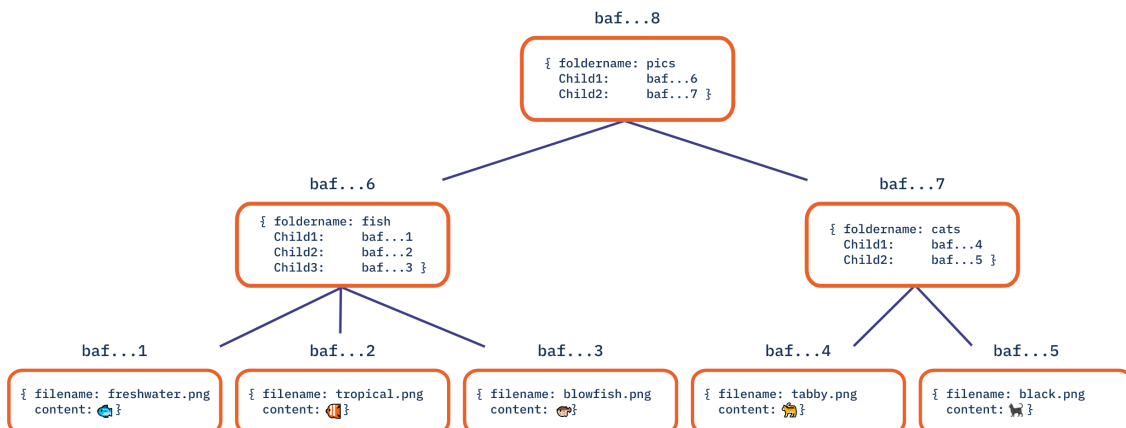 baf...8
{ foldername: pics
Child1: baf...6
Child2: baf...7 }
baf...6
baf...7
{ foldername: fish
Child1: baf...1
Child2: baf...2
Child3: baf...3 }
{ foldername: cats
Child1: baf...4
Child2: baf...5 }
baf...1
baf...2
baf...3
baf...4
baf...5
{ filename: freshwater.png
content: }
{ filename: tropical.png
content: }
{ filename: blowfish.png
content: }
{ filename: tabby.png
content: }
{ filename: black.png
content: }